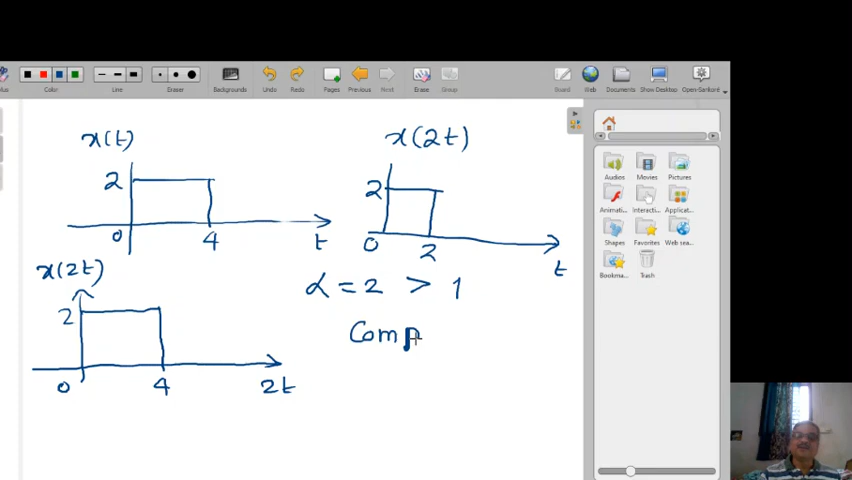 Color
Line
Eraser
Backgrounds
Undo
Redo
Pages
Previous
Next
Erase
Group
Board
Web
Documents
Show Desktop
Open-Sankoré
x(t)
2
0
4
t
x(2t)
2
0
2
t
x(2t)
2
0
4
2t
α = 2 > 1
Comp
Audios
Movies
Pictures
Animati...
Interacti...
Applicat...
Shapes
Favorites
Web sea...
Bookma...
Trash